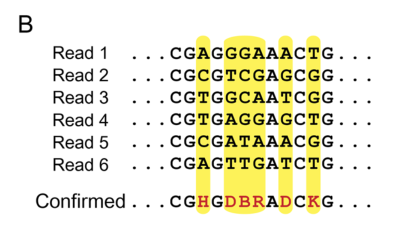 B
Read 1 ...CGAGGGAAACTG...
Read 2 ...CGCGTCGAGCGG...
Read 3 ...CGTGGCAATCGG...
Read 4 ...CGTGAGGAGCTG...
Read 5 ...CGCGATAAACGG...
Read 6 ...CGAGTTGATCTG...
Confirmed ...CGHGDBRADCKG...